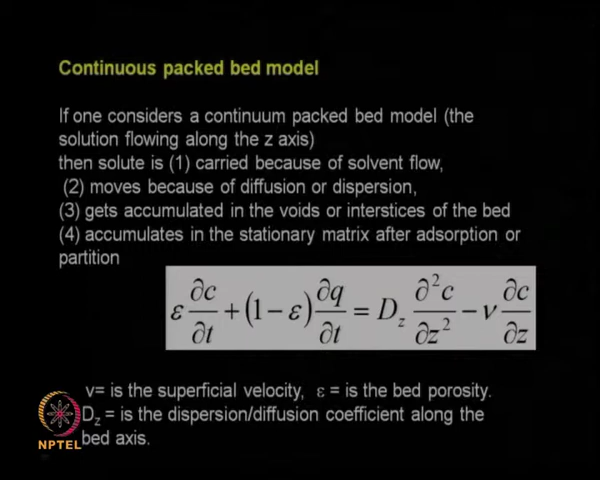 Continuous packed bed model
If one considers a continuum packed bed model (the
solution flowing along the z axis)
then solute is (1) carried because of solvent flow,
(2) moves because of diffusion or dispersion,
(3) gets accumulated in the voids or interstices of the bed
(4) accumulates in the stationary matrix after adsorption or
partition
ε ∂c/∂t + (1 − ε) ∂q/∂t = D_z ∂²c/∂z² − ν ∂c/∂z
v= is the superficial velocity, ε = is the bed porosity.
D_z = is the dispersion/diffusion coefficient along the
bed axis.
NPTEL